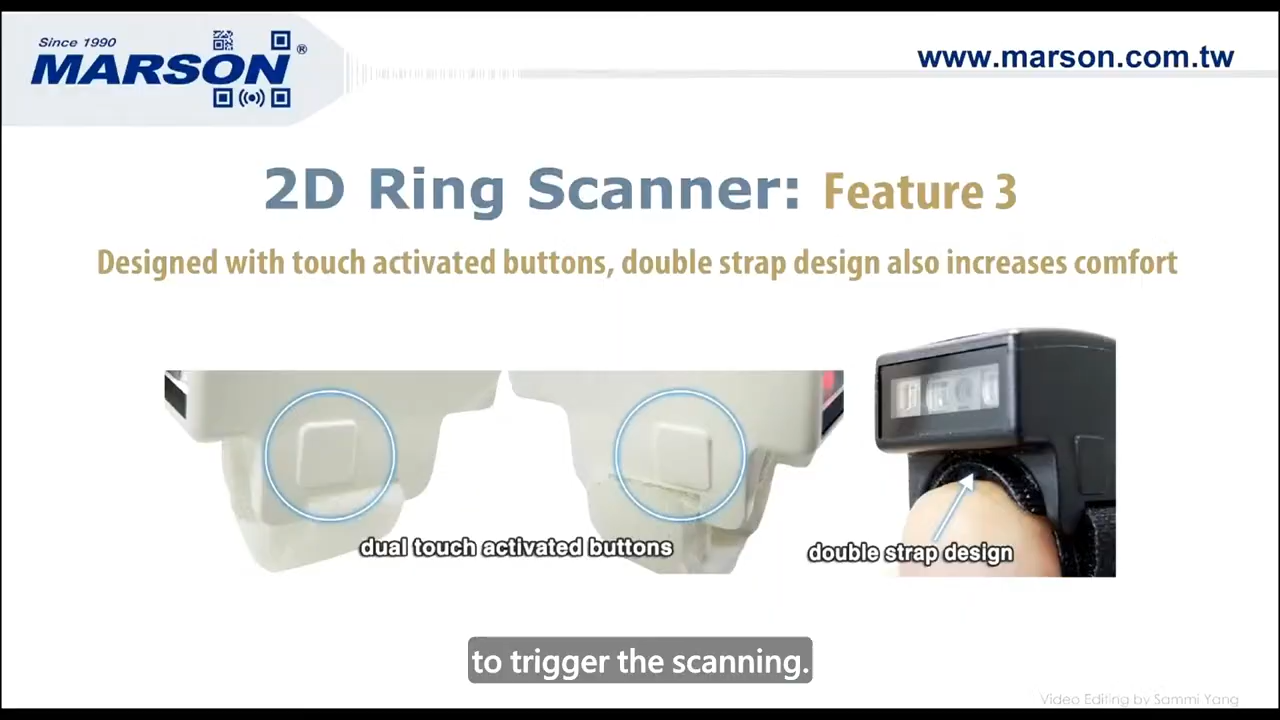 Since 1990
MARSON®
www.marson.com.tw
2D Ring Scanner: Feature 3
Designed with touch activated buttons, double strap design also increases comfort
dual touch activated buttons
double strap design
to trigger the scanning.
Video Editing by Sammi Yang